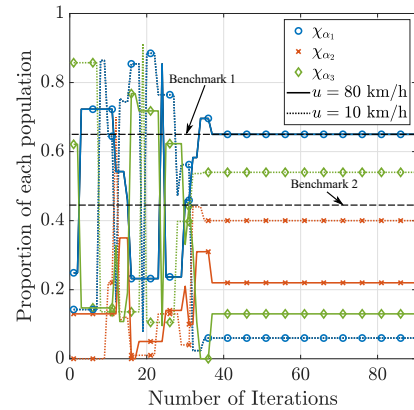 1
0.8
0.6
0.4
0.2
0
0
20
40
60
80
Proportion of each population
Number of Iterations
Benchmark 1
Benchmark 2
χα1
χα2
χα3
u = 80 km/h
u = 10 km/h